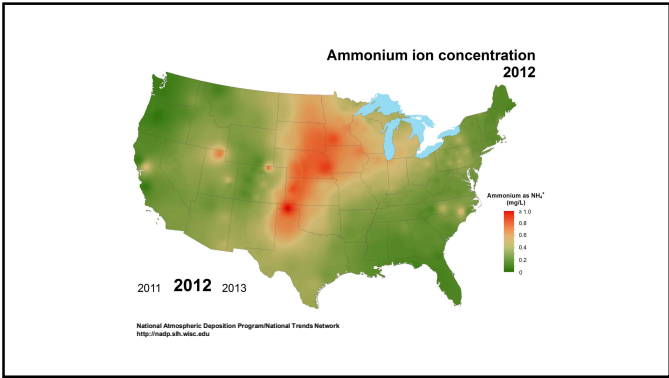 Ammonium ion concentration
2012
Ammonium as NH₄⁺
(mg/L)
≥ 1.0
0.8
0.6
0.4
0.2
0
2011 2012 2013
National Atmospheric Deposition Program/National Trends Network
http://nadp.slh.wisc.edu